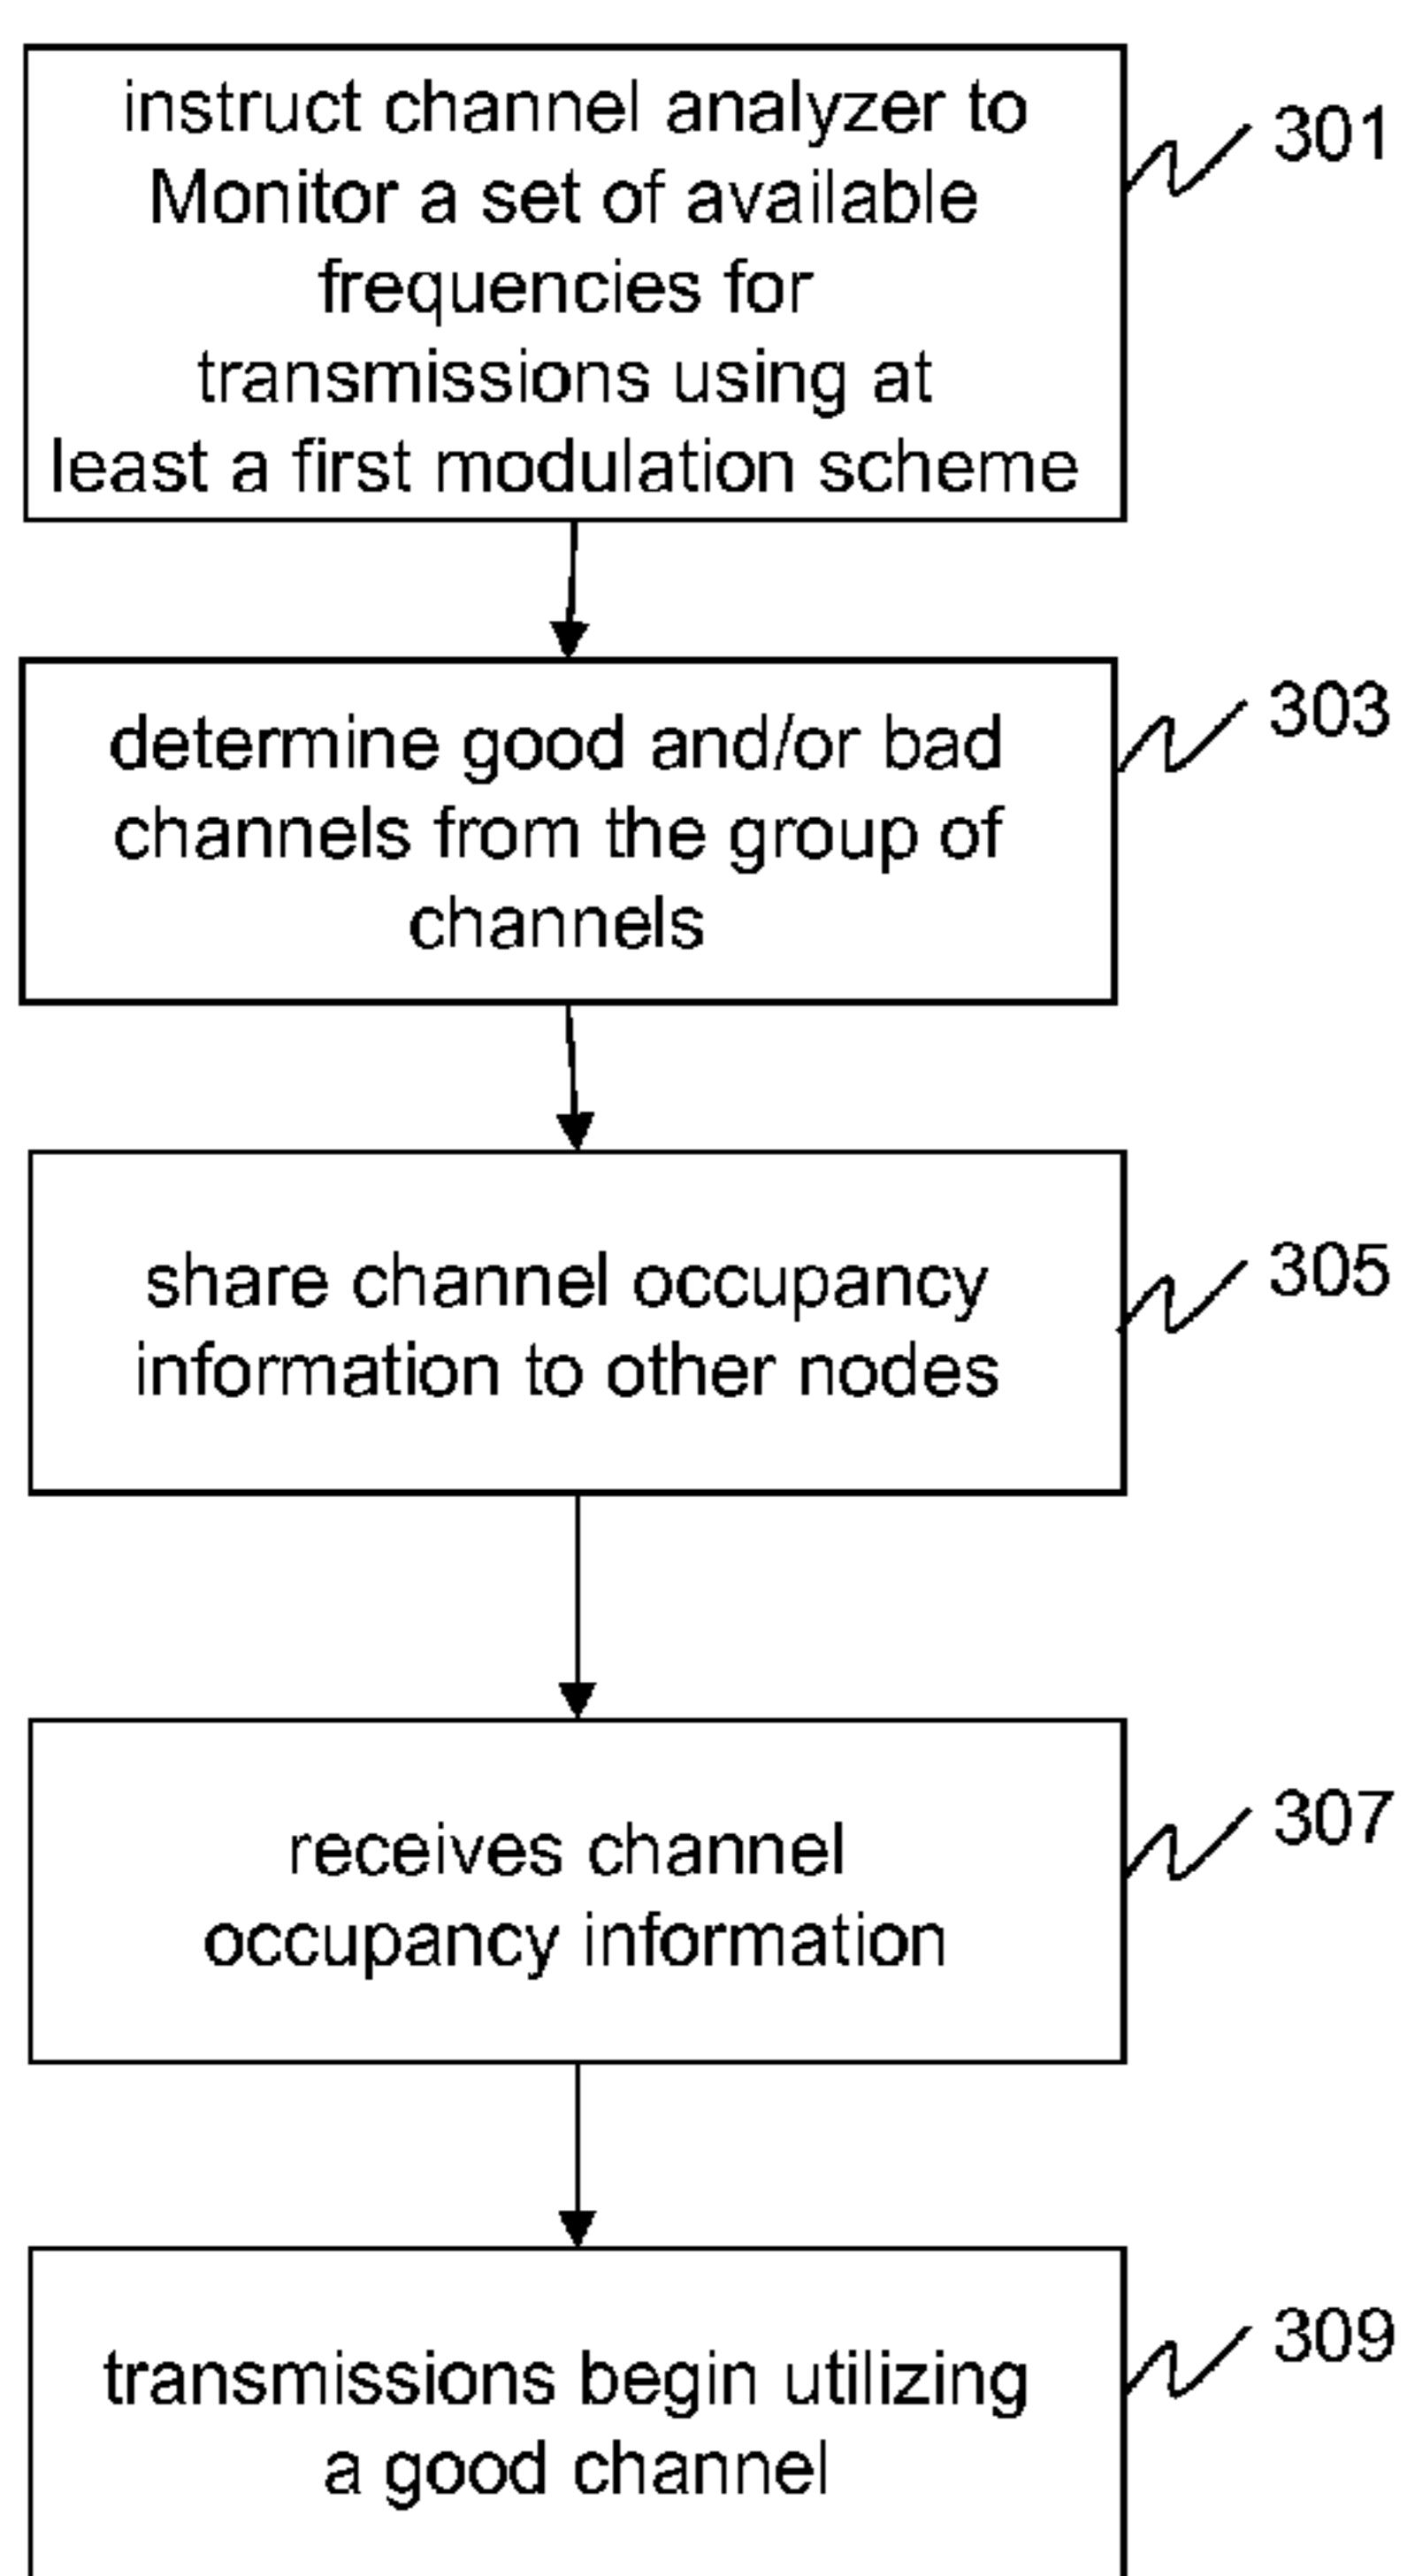 instruct channel analyzer to
Monitor a set of available
frequencies for
transmissions using at
least a first modulation scheme
301
determine good and/or bad
channels from the group of
channels
303
share channel occupancy
information to other nodes
305
receives channel
occupancy information
307
transmissions begin utilizing
a good channel
309